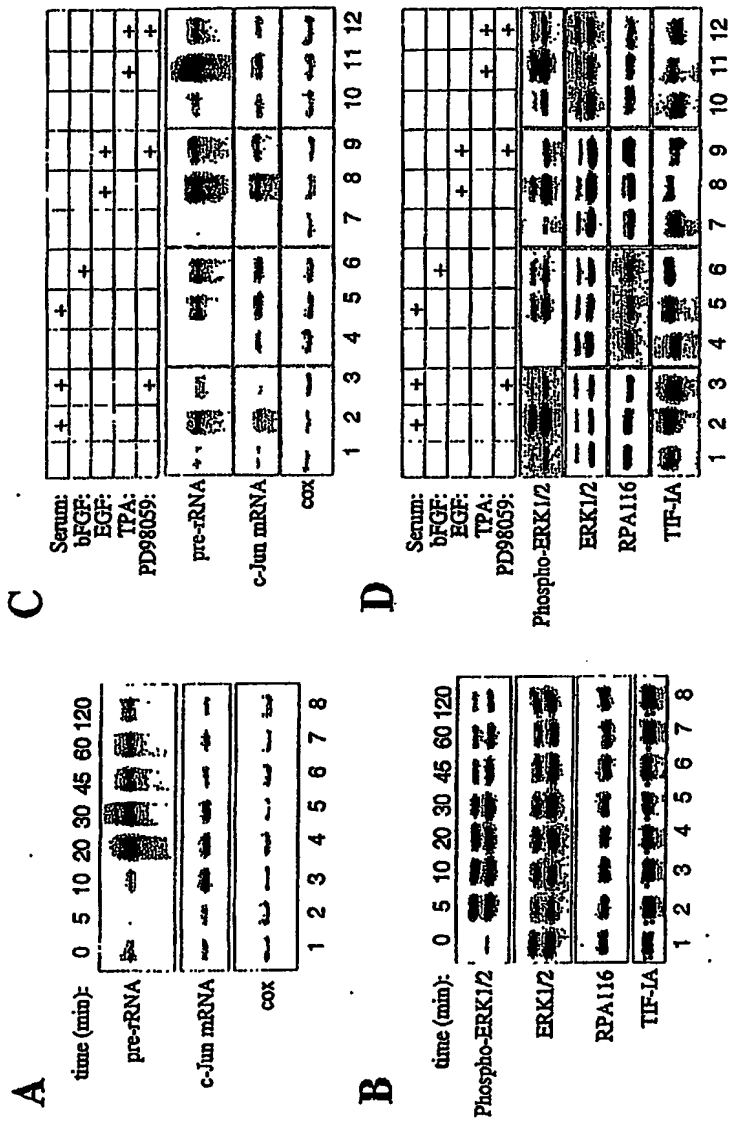 A
time (min): 0 5 10 20 30 45 60 120
pre-rRNA
c-Jun mRNA
cox
1 2 3 4 5 6 7 8
B
time (min): 0 5 10 20 30 45 60 120
Phospho-ERK1/2
ERK1/2
RPA116
TIF-IA
1 2 3 4 5 6 7 8
C
Serum: + + +
bFGF: +
EGF: + +
TPA: + +
PD98059: + + +
pre-rRNA
c-Jun mRNA
cox
1 2 3 4 5 6 7 8 9 10 11 12
D
Serum: + + +
bFGF: +
EGF: + +
TPA: + +
PD98059: + + +
Phospho-ERK1/2
ERK1/2
RPA116
TIF-IA
1 2 3 4 5 6 7 8 9 10 11 12